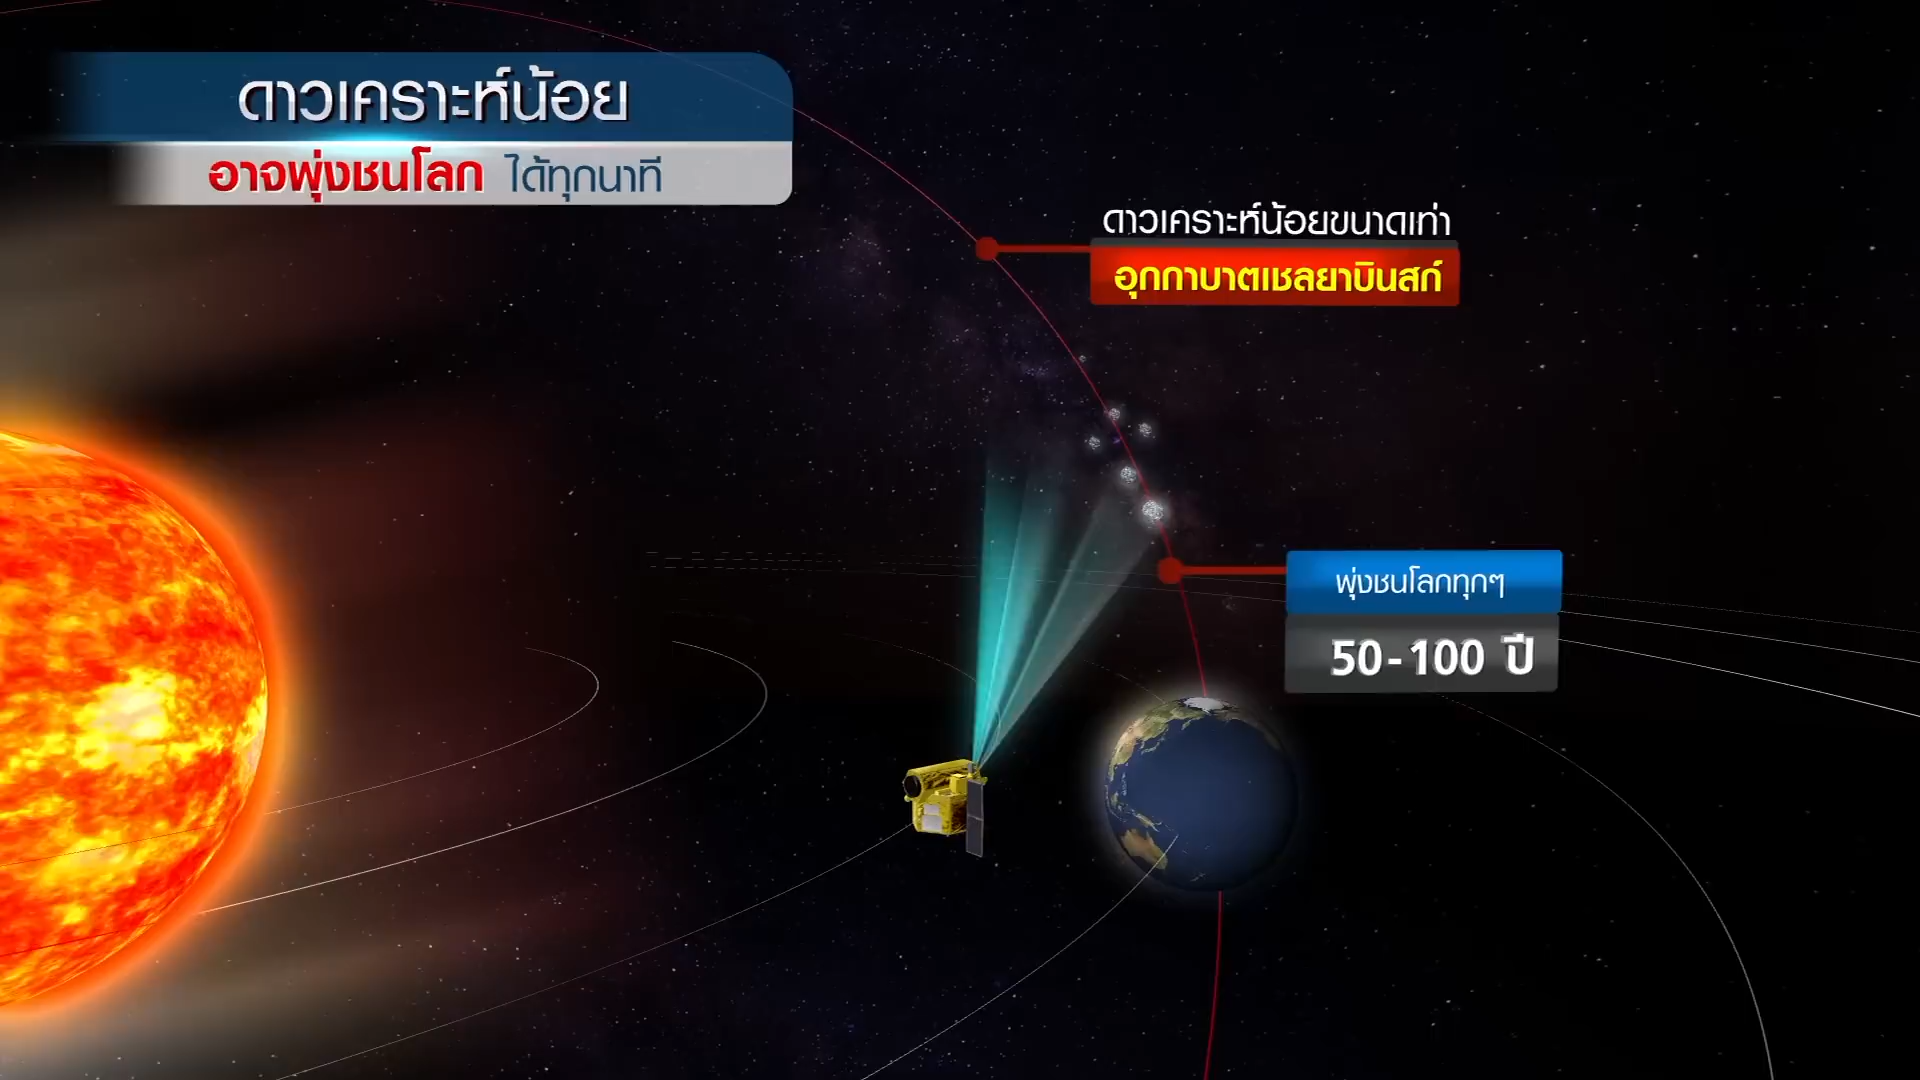 ดาวเคราะห์น้อย
อาจพุ่งชนโลก ได้ทุกนาที
ดาวเคราะห์น้อยขนาดเท่า
อุกกาบาตเชลยาบินสก์
พุ่งชนโลกทุกๆ
50-100 ปี